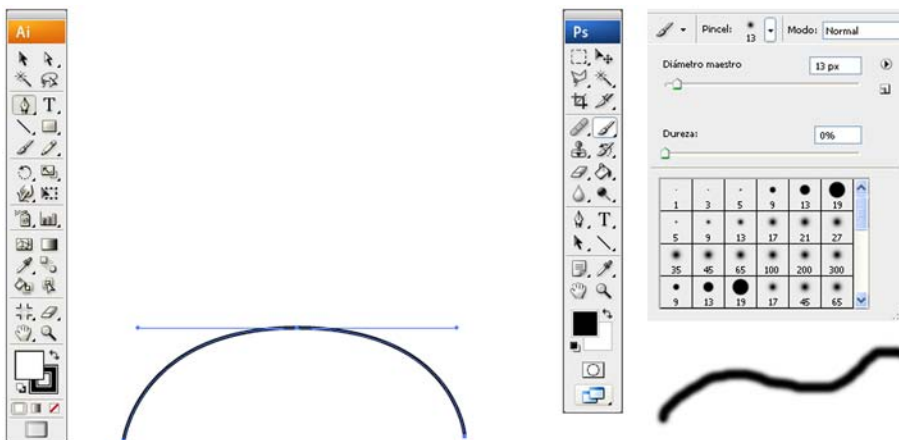 Ai
T
Ps
T
Pincel: 13 Modo: Normal
Diámetro maestro 13 px
Dureza: 0%
1 3 5 9 13 19
5 9 13 17 21 27
35 45 65 100 200 300
9 13 19 17 45 65